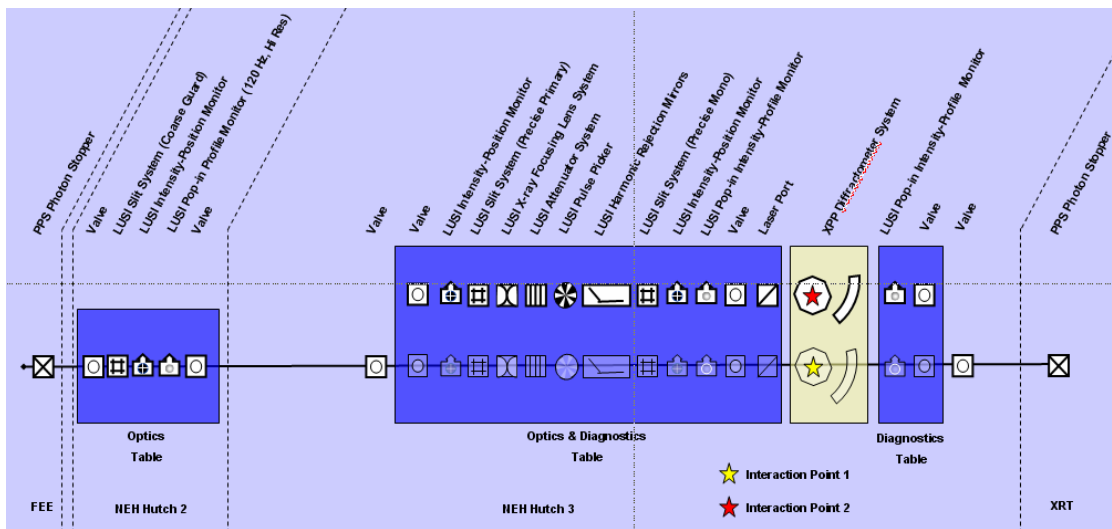 PPS Photon Stopper
Valve
LUSI Slit System (Coarse Guard)
LUSI Intensity-Position Monitor
LUSI Pop-in Profile Monitor (120 Hz, Hi Res)
Valve
Valve
Valve
LUSI Intensity-Position Monitor
LUSI Slit System (Precise Primary)
LUSI X-ray Focusing Lens System
LUSI Attenuator System
LUSI Pulse Picker
LUSI Harmonic Rejection Mirrors
LUSI Slit System (Precise Mono)
LUSI Intensity-Position Monitor
LUSI Pop-in Intensity-Profile Monitor
Valve
Laser Port
XPP Diffractometer System
LUSI Pop-in Intensity-Profile Monitor
Valve
Valve
PPS Photon Stopper
Optics
Table
Optics & Diagnostics
Table
Diagnostics
Table
Interaction Point 1
Interaction Point 2
FEE
NEH Hutch 2
NEH Hutch 3
XRT